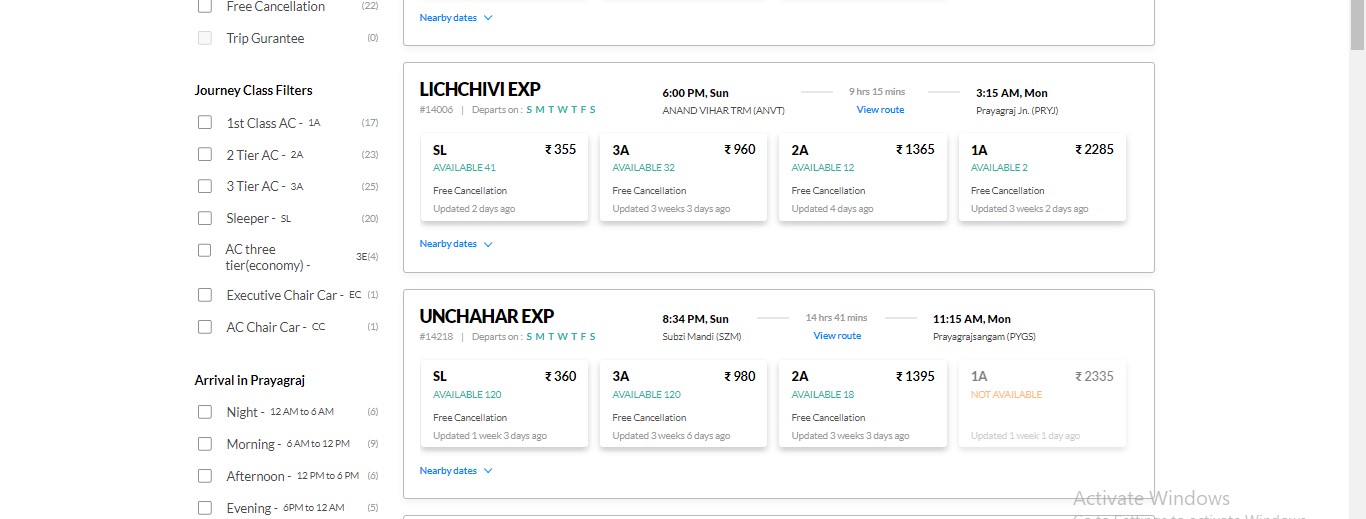 Free Cancellation (22)
Trip Gurantee (0)
Journey Class Filters
1st Class AC - 1A (17)
2 Tier AC - 2A (23)
3 Tier AC - 3A (25)
Sleeper - SL (20)
AC three
tier(economy) - 3E(4)
Executive Chair Car - EC (1)
AC Chair Car - CC (1)
Arrival in Prayagraj
Night - 12 AM to 6 AM (6)
Morning - 6 AM to 12 PM (9)
Afternoon - 12 PM to 6 PM (6)
Evening - 6PM to 12 AM (5)
Nearby dates
LICHCHIVI EXP 6:00 PM, Sun 9 hrs 15 mins 3:15 AM, Mon
#14006 | Departs on : S M T W T F S ANAND VIHAR TRM (ANVT) View route Prayagraj Jn. (PRYJ)
SL ₹ 355 3A ₹ 960 2A ₹ 1365 1A ₹ 2285
AVAILABLE 41 AVAILABLE 32 AVAILABLE 12 AVAILABLE 2
Free Cancellation Free Cancellation Free Cancellation Free Cancellation
Updated 2 days ago Updated 3 weeks 3 days ago Updated 4 days ago Updated 3 weeks 2 days ago
Nearby dates
UNCHAHAR EXP 8:34 PM, Sun 14 hrs 41 mins 11:15 AM, Mon
#14218 | Departs on : S M T W T F S Subzi Mandi (SZM) View route Prayagrajsangam (PYGS)
SL ₹ 360 3A ₹ 980 2A ₹ 1395 1A ₹ 2335
AVAILABLE 120 AVAILABLE 120 AVAILABLE 18 NOT AVAILABLE
Free Cancellation Free Cancellation Free Cancellation
Updated 1 week 3 days ago Updated 3 weeks 6 days ago Updated 3 weeks 3 days ago Updated 1 week 1 day ago
Nearby dates
Activate Windows